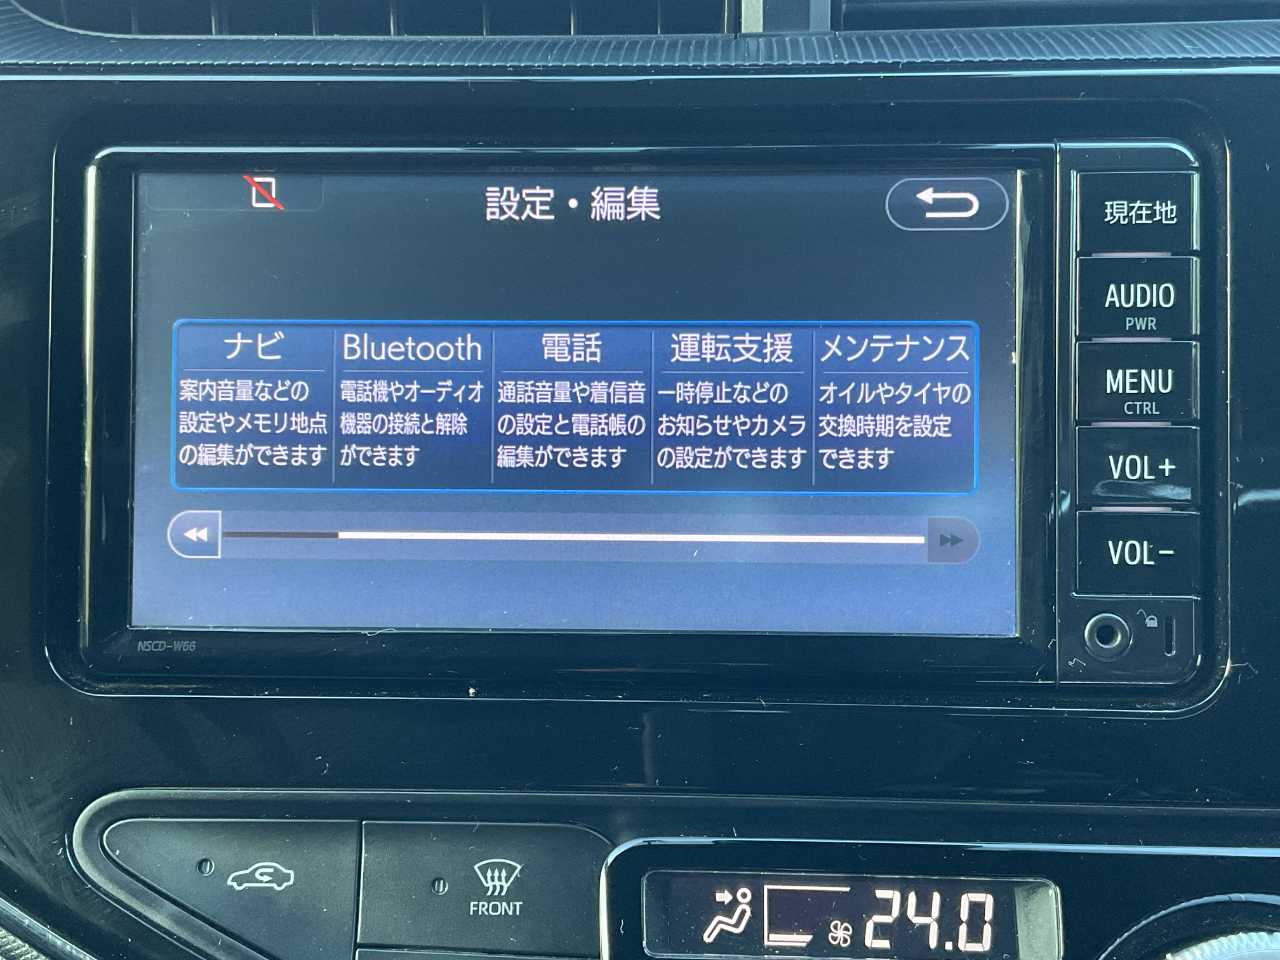 設定・編集
ナビ
案内音量などの
設定やメモリ地点
の編集ができます
Bluetooth
電話機やオーディオ
機器の接続と解除
ができます
電話
通話音量や着信音
の設定と電話帳の
編集ができます
運転支援
一時停止などの
お知らせやカメラ
の設定ができます
メンテナンス
オイルやタイヤの
交換時期を設定
できます
現在地
AUDIO
PWR
MENU
CTRL
VOL+
VOL-
NSCD-W66
FRONT
24.0